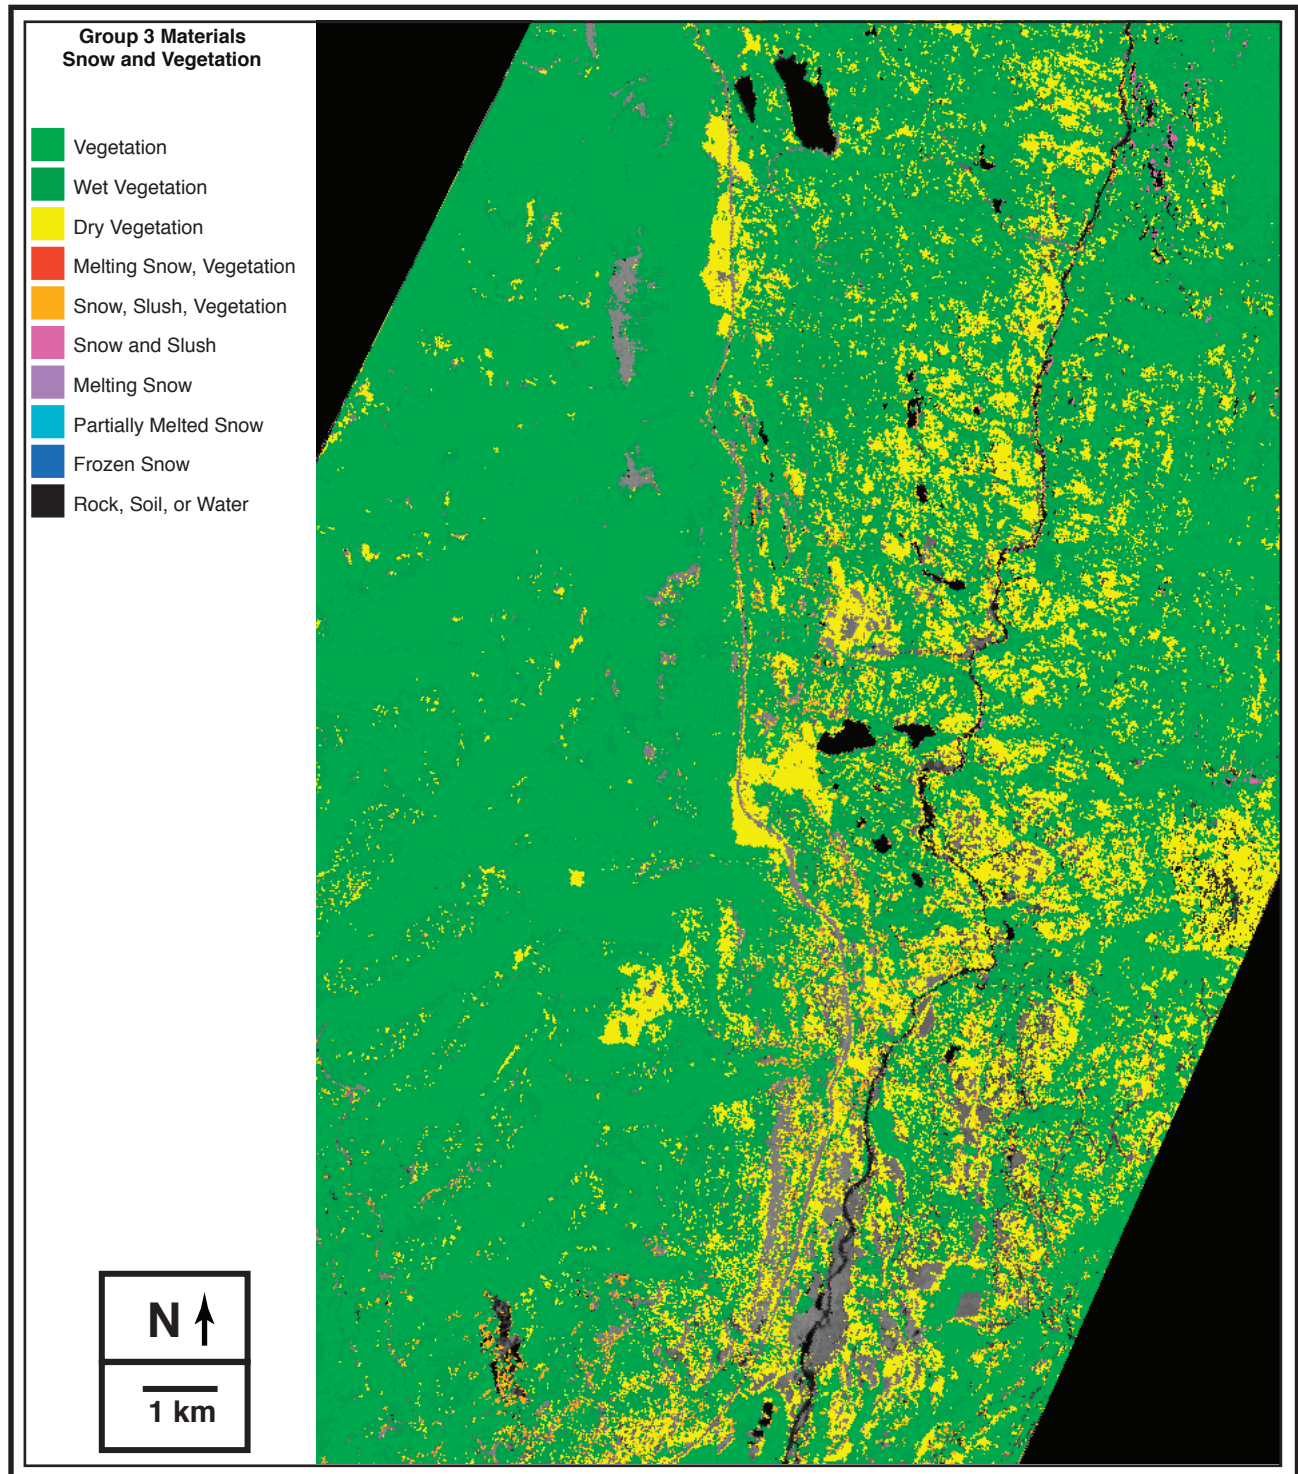 Group 3 Materials
Snow and Vegetation
Vegetation
Wet Vegetation
Dry Vegetation
Melting Snow, Vegetation
Snow, Slush, Vegetation
Snow and Slush
Melting Snow
Partially Melted Snow
Frozen Snow
Rock, Soil, or Water
N
1 km